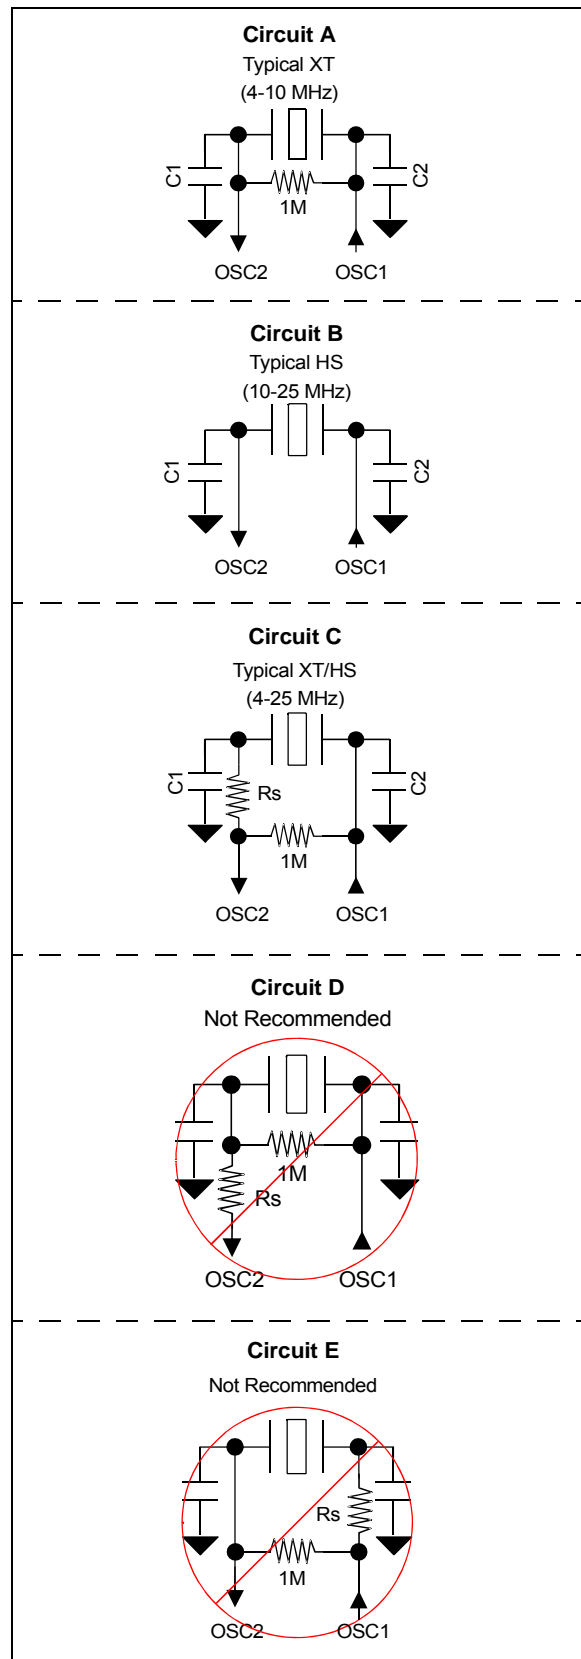 Circuit A
Typical XT
(4-10 MHz)
C1
C2
1M
OSC2
OSC1
Circuit B
Typical HS
(10-25 MHz)
C1
C2
OSC2
OSC1
Circuit C
Typical XT/HS
(4-25 MHz)
C1
Rs
C2
1M
OSC2
OSC1
Circuit D
Not Recommended
1M
Rs
OSC2
OSC1
Circuit E
Not Recommended
Rs
1M
OSC2
OSC1